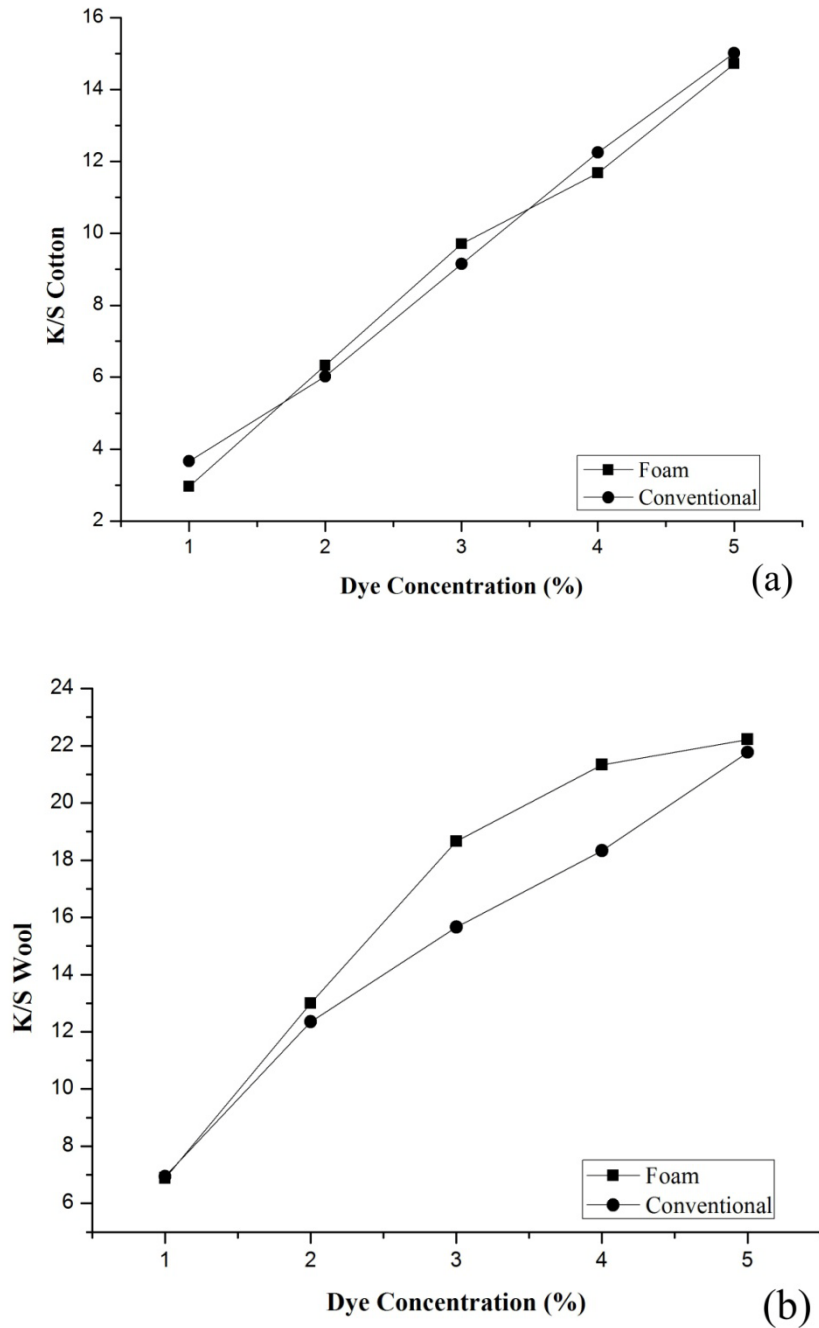 16
14
12
10
8
6
4
2
K/S Cotton
Foam
Conventional
1 2 3 4 5
Dye Concentration (%)
(a)
24
22
20
18
16
14
12
10
8
6
K/S Wool
Foam
Conventional
1 2 3 4 5
Dye Concentration (%)
(b)